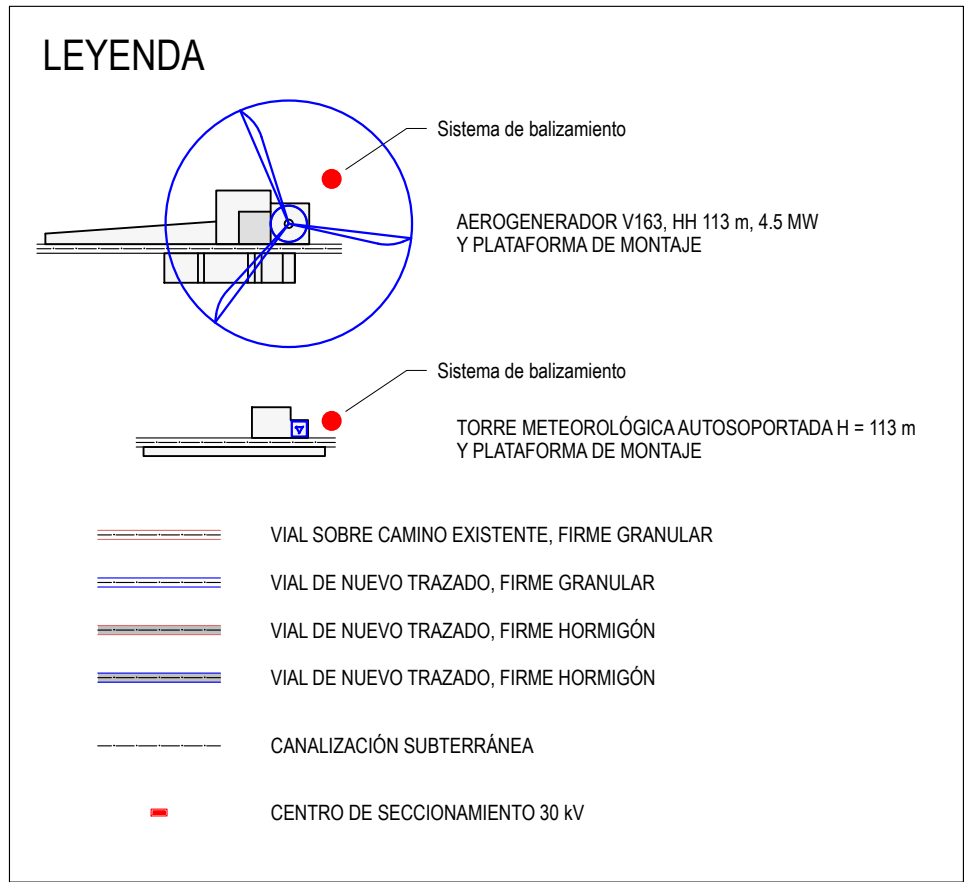 LEYENDA
Sistema de balizamiento
AEROGENERADOR V163, HH 113 m, 4.5 MW
Y PLATAFORMA DE MONTAJE
Sistema de balizamiento
TORRE METEOROLÓGICA AUTOSOPORTADA H = 113 m
Y PLATAFORMA DE MONTAJE
VIAL SOBRE CAMINO EXISTENTE, FIRME GRANULAR
VIAL DE NUEVO TRAZADO, FIRME GRANULAR
VIAL DE NUEVO TRAZADO, FIRME HORMIGÓN
VIAL DE NUEVO TRAZADO, FIRME HORMIGÓN
CANALIZACIÓN SUBTERRÁNEA
CENTRO DE SECCIONAMIENTO 30 kV